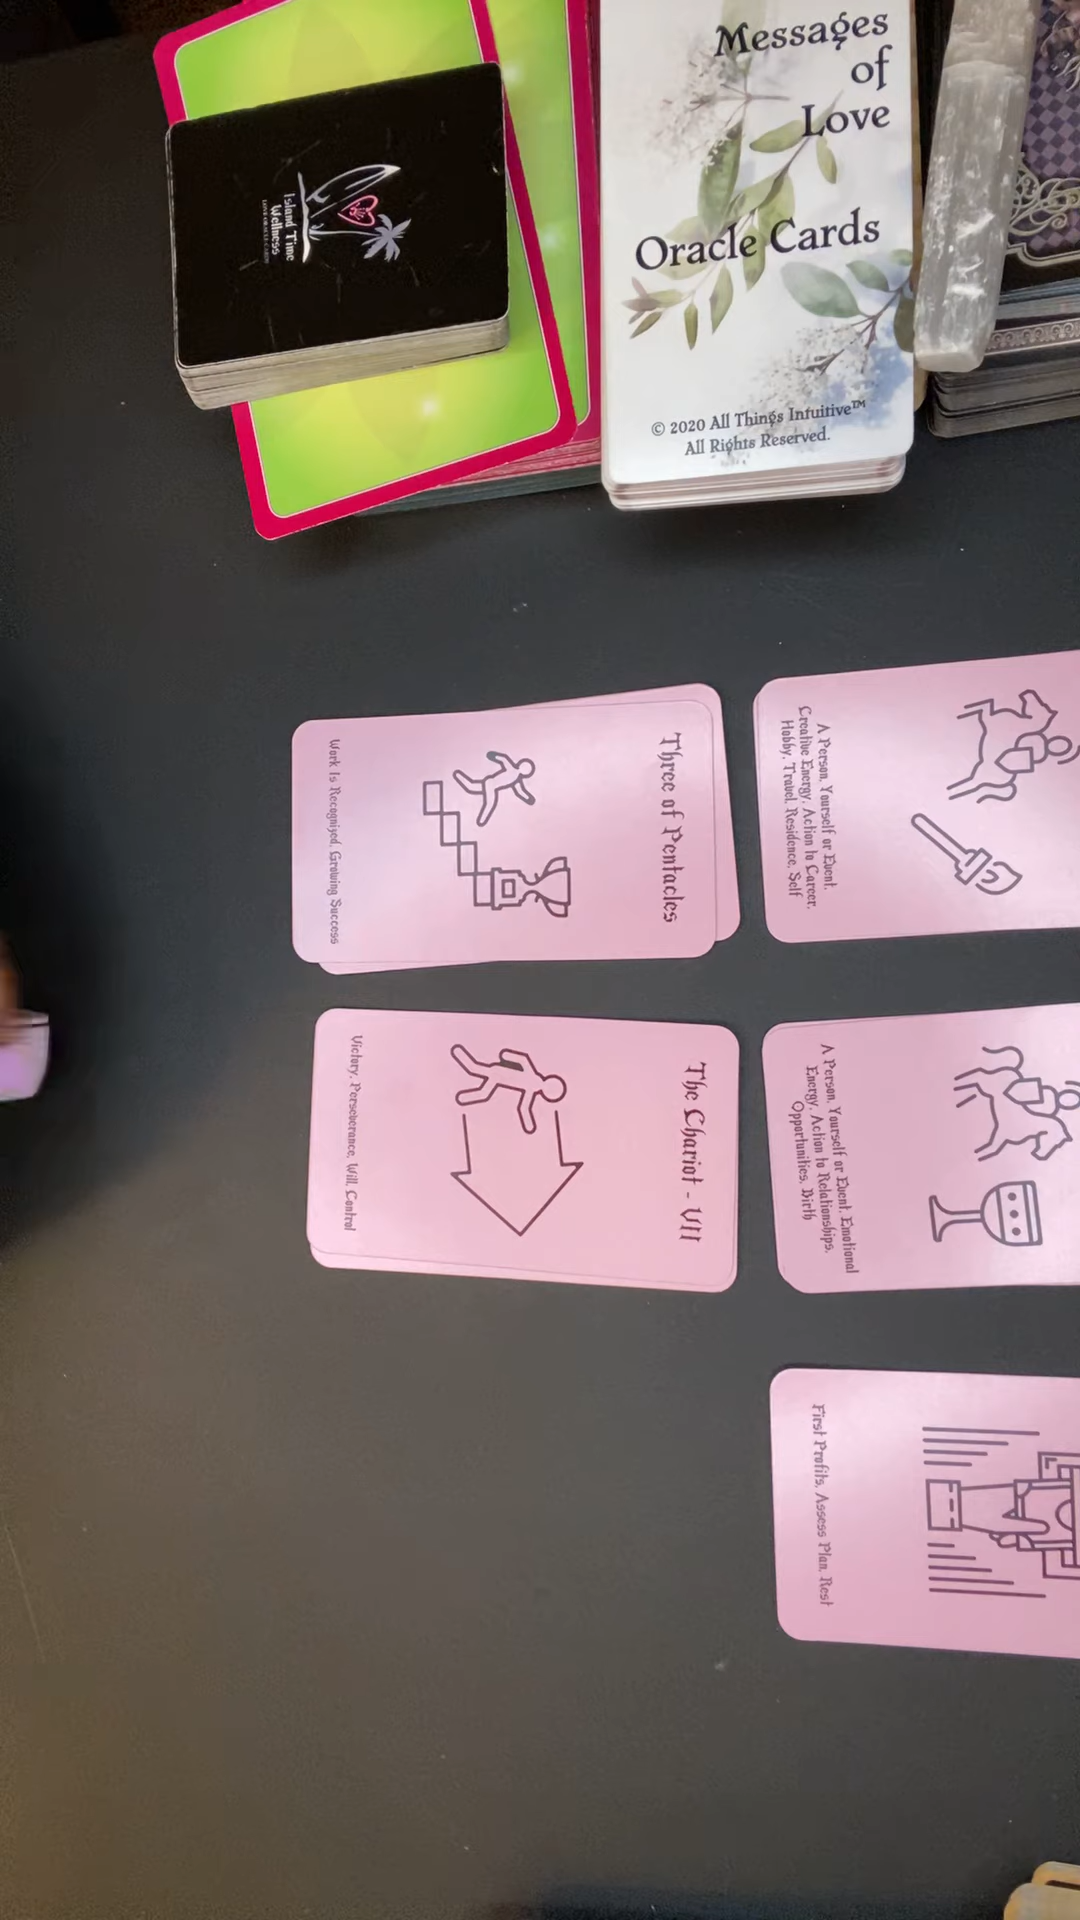 Island Time
Wellness
Messages
of
Love
Oracle Cards
© 2020 All Things Intuitive™
All Rights Reserved.
Three of Pentacles
Work Is Recognized, Growing Success
A Person, Yourself or Event,
Creative Energy, Action to Career,
Hobby, Travel, Residence, Self
The Chariot - VII
Victory, Perseverance, Will, Control
A Person, Yourself or Event, Emotional
Energy, Action to Relationships,
Opportunities, Birth
First Profits, Assess Plan, Rest